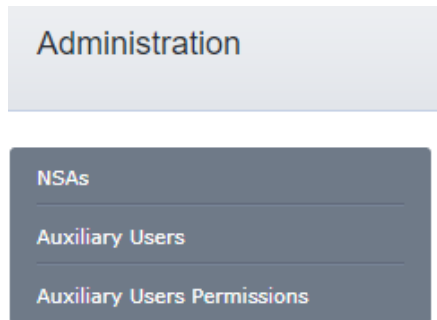 Administration
NSAs
Auxiliary Users
Auxiliary Users Permissions